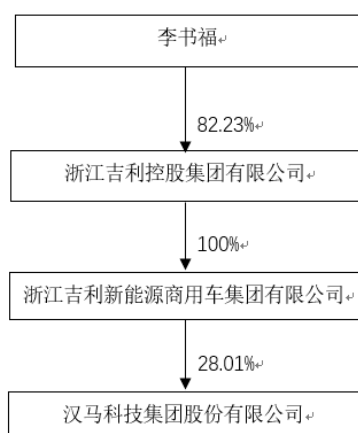 李书福
82.23%
浙江吉利控股集团有限公司
100%
浙江吉利新能源商用车集团有限公司
28.01%
汉马科技集团股份有限公司